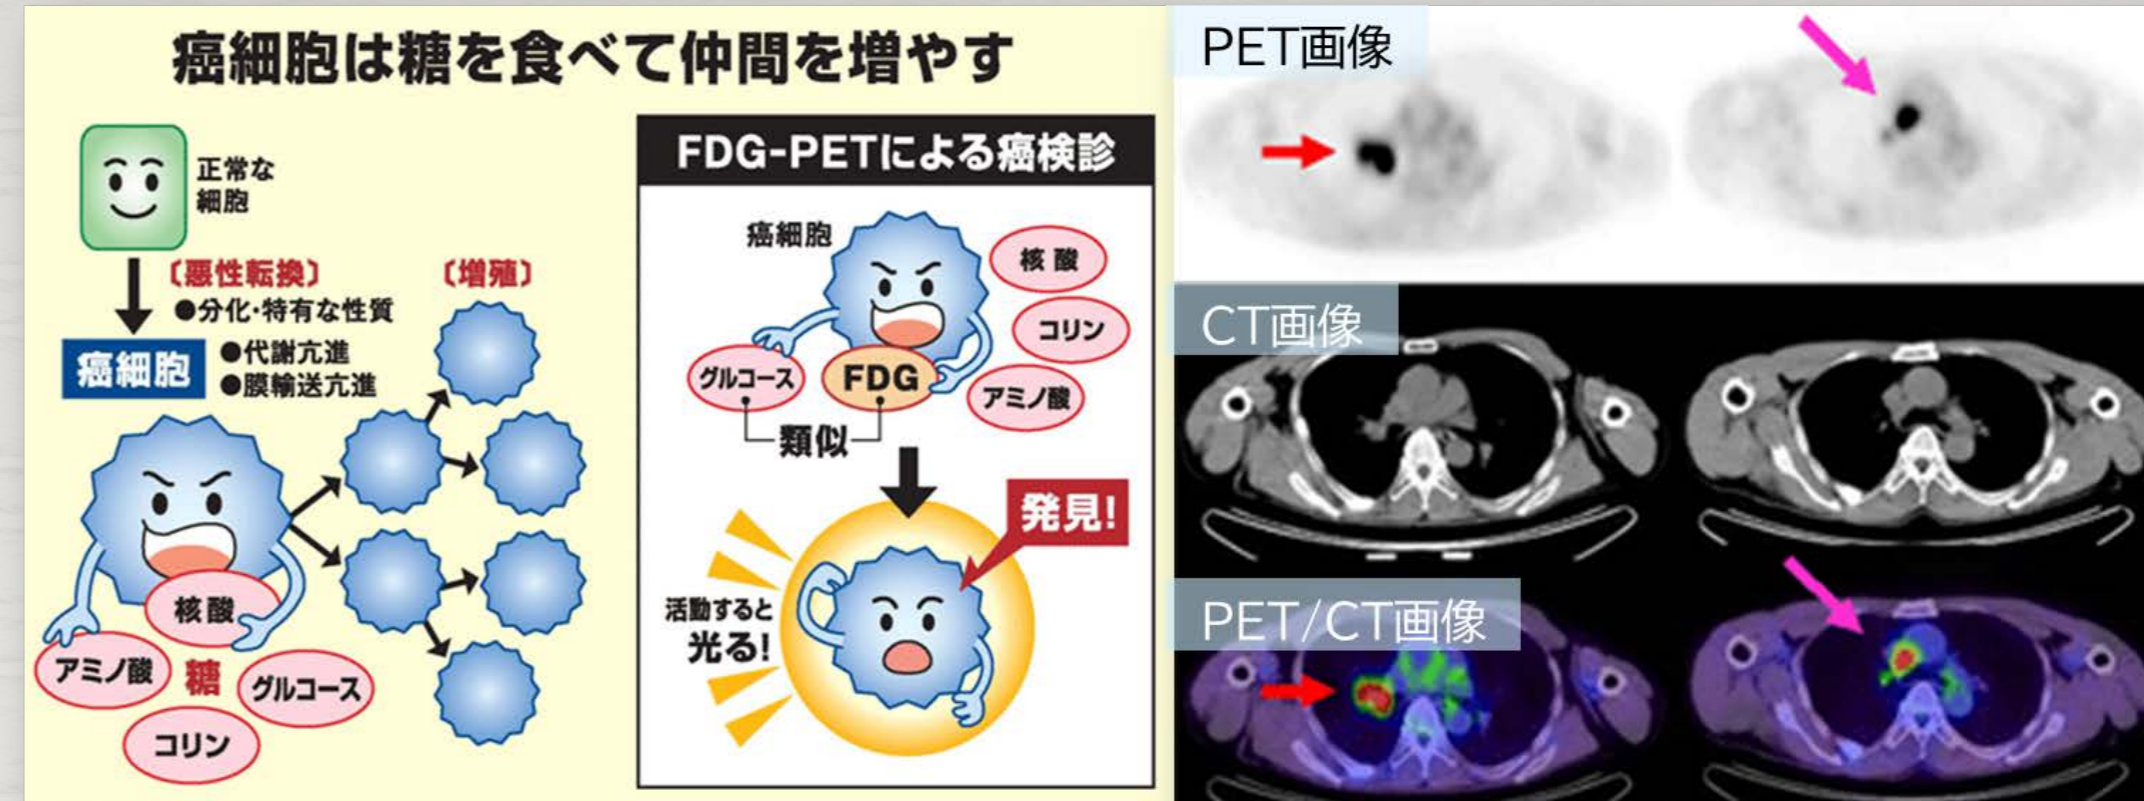 癌細胞は糖を食べて仲間を増やす
正常な
細胞
〔悪性転換〕
●分化・特有な性質
癌細胞
●代謝亢進
●膜輸送亢進
〔増殖〕
核酸
アミノ酸
糖
グルコース
コリン
FDG-PETによる癌検診
癌細胞
核酸
コリン
アミノ酸
グルコース
FDG
類似
発見!
活動すると
光る!
PET画像
CT画像
PET/CT画像